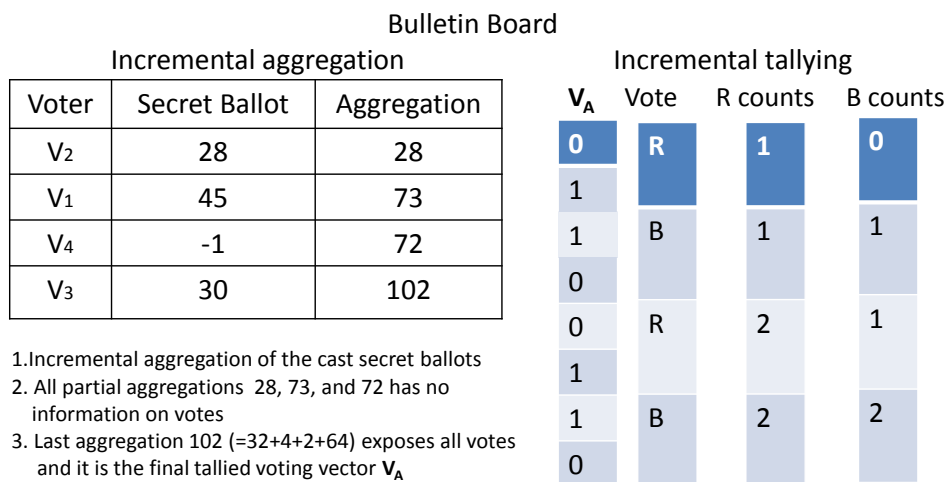 Bulletin Board
Incremental aggregation
Voter Secret Ballot Aggregation
V2 28 28
V1 45 73
V4 -1 72
V3 30 102
1.Incremental aggregation of the cast secret ballots
2. All partial aggregations 28, 73, and 72 has no
information on votes
3. Last aggregation 102 (=32+4+2+64) exposes all votes
and it is the final tallied voting vector VA
Incremental tallying
VA Vote R counts B counts
0 R 1 0
1
1 B 1 1
0
0 R 2 1
1
1 B 2 2
0